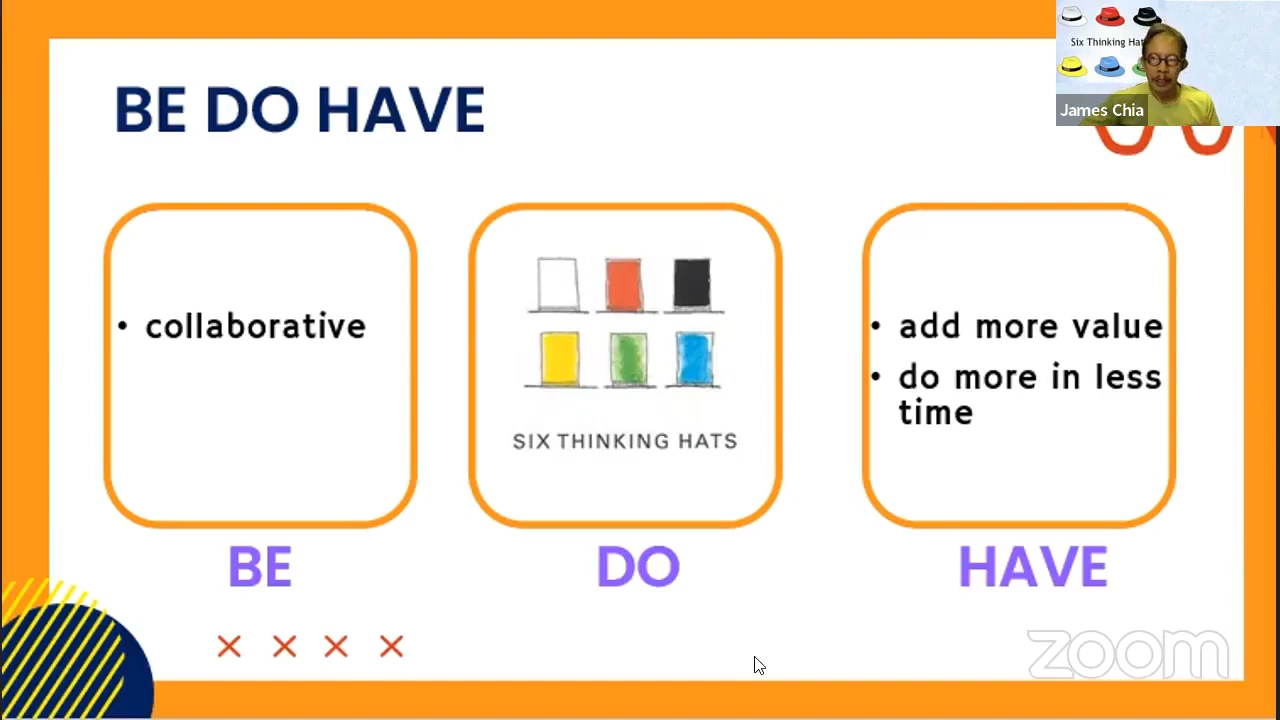 BE DO HAVE
Six Thinking Hat
James Chia
• collaborative
SIX THINKING HATS
• add more value
• do more in less
time
BE
DO
HAVE
zoom